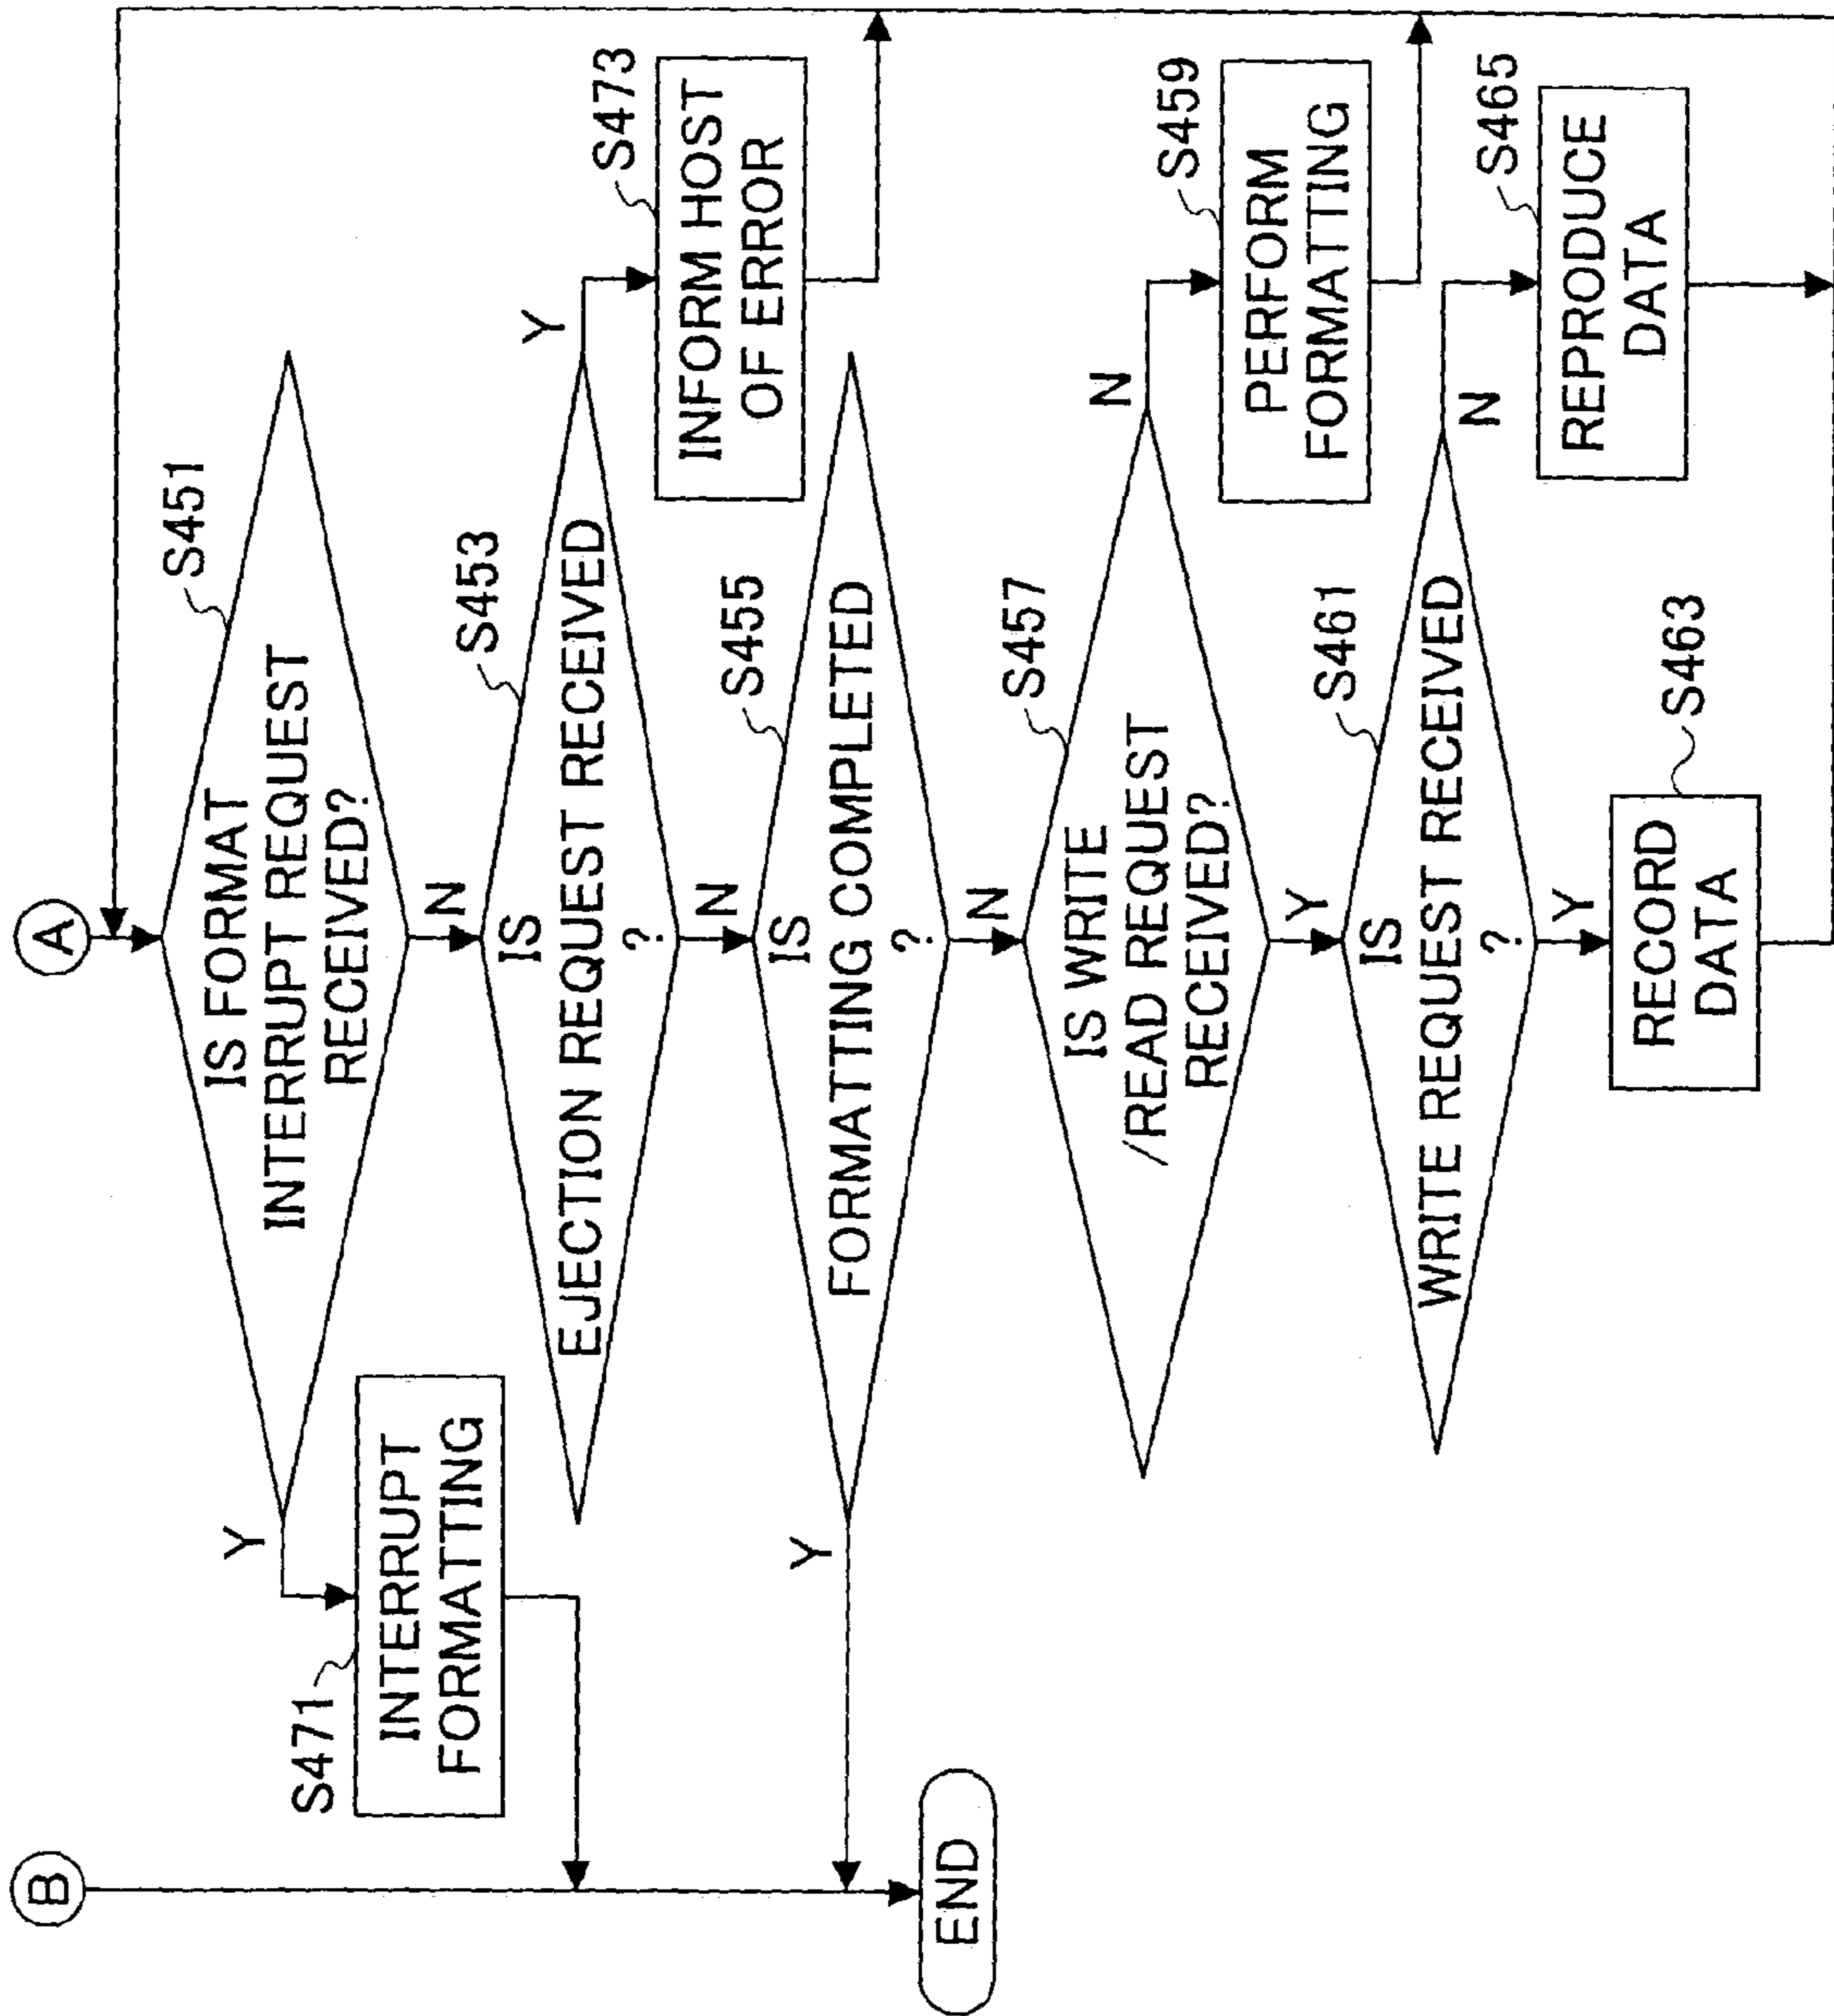 A
S451
IS FORMAT
INTERRUPT REQUEST
RECEIVED?
Y
N
S471
INTERRUPT
FORMATTING
S453
IS
EJECTION REQUEST RECEIVED
?
Y
N
S473
INFORM HOST
OF ERROR
S455
IS
FORMATTING COMPLETED
?
Y
N
S457
IS WRITE
/READ REQUEST
RECEIVED?
N
Y
S459
PERFORM
FORMATTING
S461
IS
WRITE REQUEST RECEIVED
?
N
Y
S465
REPRODUCE
DATA
S463
RECORD
DATA
B
END